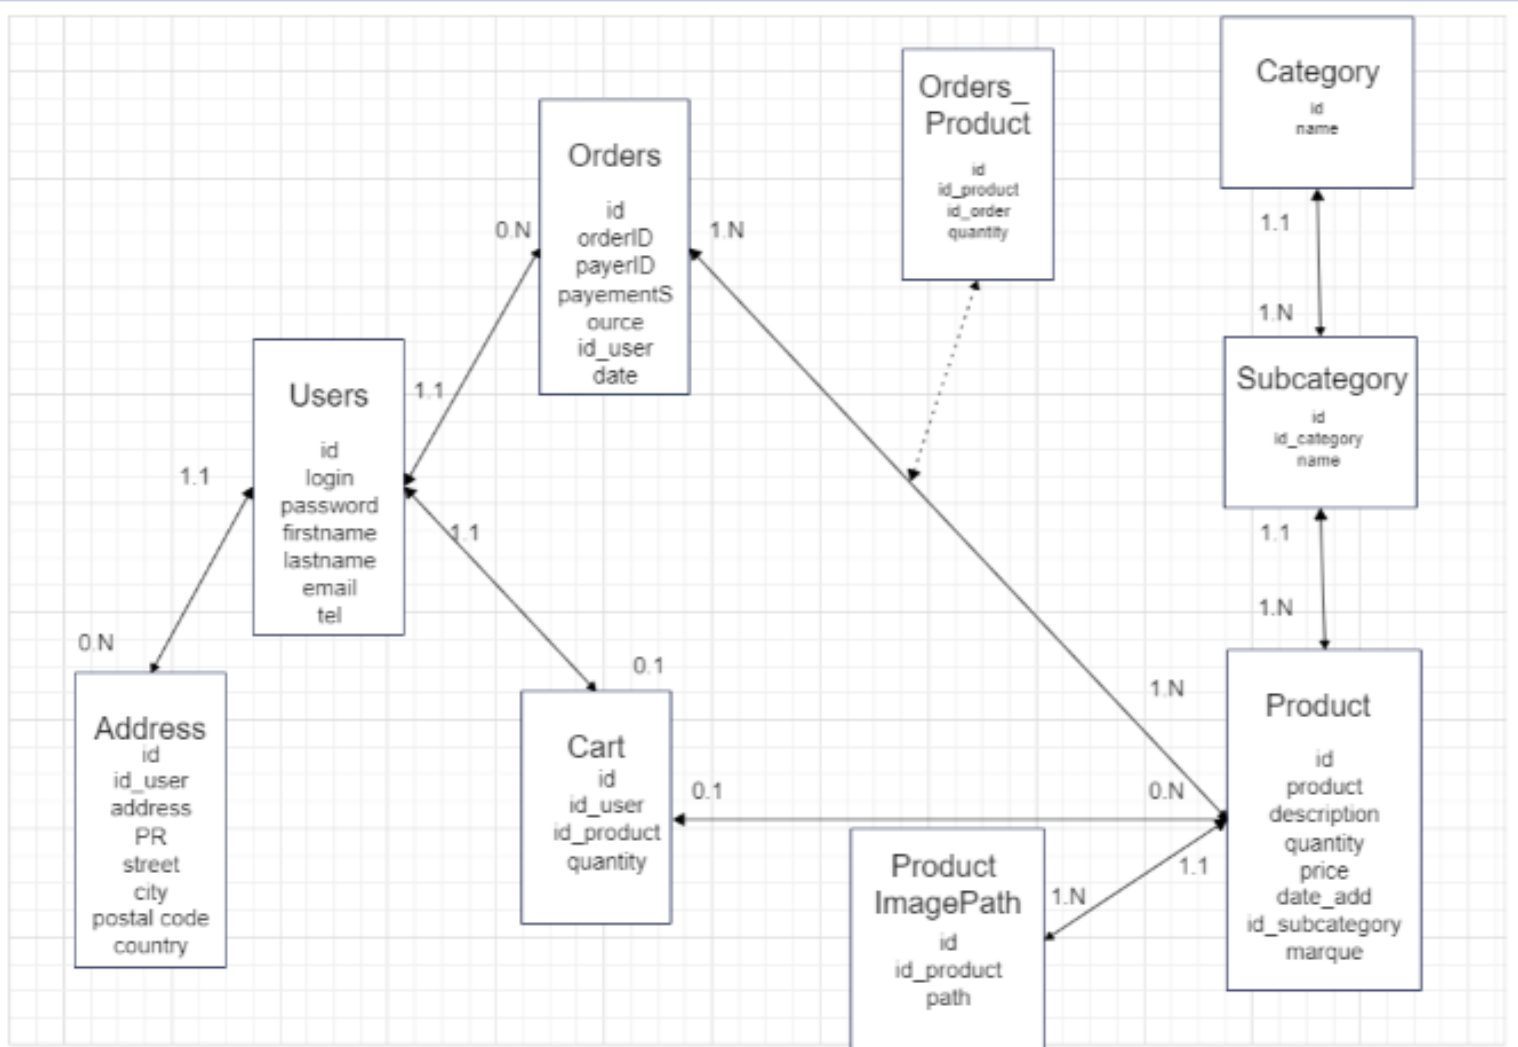 Category
id
name
Orders_
Product
id
id_product
id_order
quantity
Orders
id
orderID
payerID
payementS
ource
id_user
date
0.N
1.N
1.1
1.N
Subcategory
id
id_category
name
Users
id
login
password
firstname
lastname
email
tel
1.1
1.1
1.1
1.1
1.N
0.N
0.1
1.N
Product
id
product
description
quantity
price
date_add
id_subcategory
marque
Address
id
id_user
address
PR
street
city
postal code
country
Cart
id
id_user
id_product
quantity
0.1
0.N
1.1
1.N
Product
ImagePath
id
id_product
path